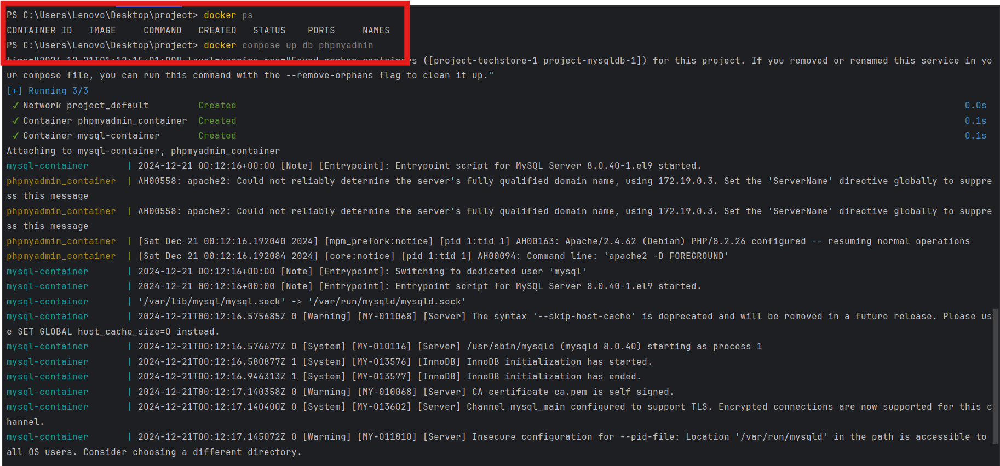 PS C:\Users\Lenovo\Desktop\project> docker ps
CONTAINER ID   IMAGE     COMMAND   CREATED   STATUS    PORTS     NAMES
PS C:\Users\Lenovo\Desktop\project> docker compose up db phpmyadmin
time="2024-12-21T01:12:15+01:00" level=warning msg="Found orphan containers ([project-techstore-1 project-mysqldb-1]) for this project. If you removed or renamed this service in yo
ur compose file, you can run this command with the --remove-orphans flag to clean it up."
[+] Running 3/3
✓ Network project_default         Created 0.0s
✓ Container phpmyadmin_container  Created 0.1s
✓ Container mysql-container       Created 0.1s
Attaching to mysql-container, phpmyadmin_container
mysql-container       | 2024-12-21 00:12:16+00:00 [Note] [Entrypoint]: Entrypoint script for MySQL Server 8.0.40-1.el9 started.
phpmyadmin_container  | AH00558: apache2: Could not reliably determine the server's fully qualified domain name, using 172.19.0.3. Set the 'ServerName' directive globally to suppre
ss this message
phpmyadmin_container  | AH00558: apache2: Could not reliably determine the server's fully qualified domain name, using 172.19.0.3. Set the 'ServerName' directive globally to suppre
ss this message
phpmyadmin_container  | [Sat Dec 21 00:12:16.192040 2024] [mpm_prefork:notice] [pid 1:tid 1] AH00163: Apache/2.4.62 (Debian) PHP/8.2.26 configured -- resuming normal operations
phpmyadmin_container  | [Sat Dec 21 00:12:16.192084 2024] [core:notice] [pid 1:tid 1] AH00094: Command line: 'apache2 -D FOREGROUND'
mysql-container       | 2024-12-21 00:12:16+00:00 [Note] [Entrypoint]: Switching to dedicated user 'mysql'
mysql-container       | 2024-12-21 00:12:16+00:00 [Note] [Entrypoint]: Entrypoint script for MySQL Server 8.0.40-1.el9 started.
mysql-container       | '/var/lib/mysql/mysql.sock' -> '/var/run/mysqld/mysqld.sock'
mysql-container       | 2024-12-21T00:12:16.575685Z 0 [Warning] [MY-011068] [Server] The syntax '--skip-host-cache' is deprecated and will be removed in a future release. Please us
e SET GLOBAL host_cache_size=0 instead.
mysql-container       | 2024-12-21T00:12:16.576677Z 0 [System] [MY-010116] [Server] /usr/sbin/mysqld (mysqld 8.0.40) starting as process 1
mysql-container       | 2024-12-21T00:12:16.580877Z 1 [System] [MY-013576] [InnoDB] InnoDB initialization has started.
mysql-container       | 2024-12-21T00:12:16.946313Z 1 [System] [MY-013577] [InnoDB] InnoDB initialization has ended.
mysql-container       | 2024-12-21T00:12:17.140358Z 0 [Warning] [MY-010068] [Server] CA certificate ca.pem is self signed.
mysql-container       | 2024-12-21T00:12:17.140400Z 0 [System] [MY-013602] [Server] Channel mysql_main configured to support TLS. Encrypted connections are now supported for this c
hannel.
mysql-container       | 2024-12-21T00:12:17.145072Z 0 [Warning] [MY-011810] [Server] Insecure configuration for --pid-file: Location '/var/run/mysqld' in the path is accessible to
all OS users. Consider choosing a different directory.